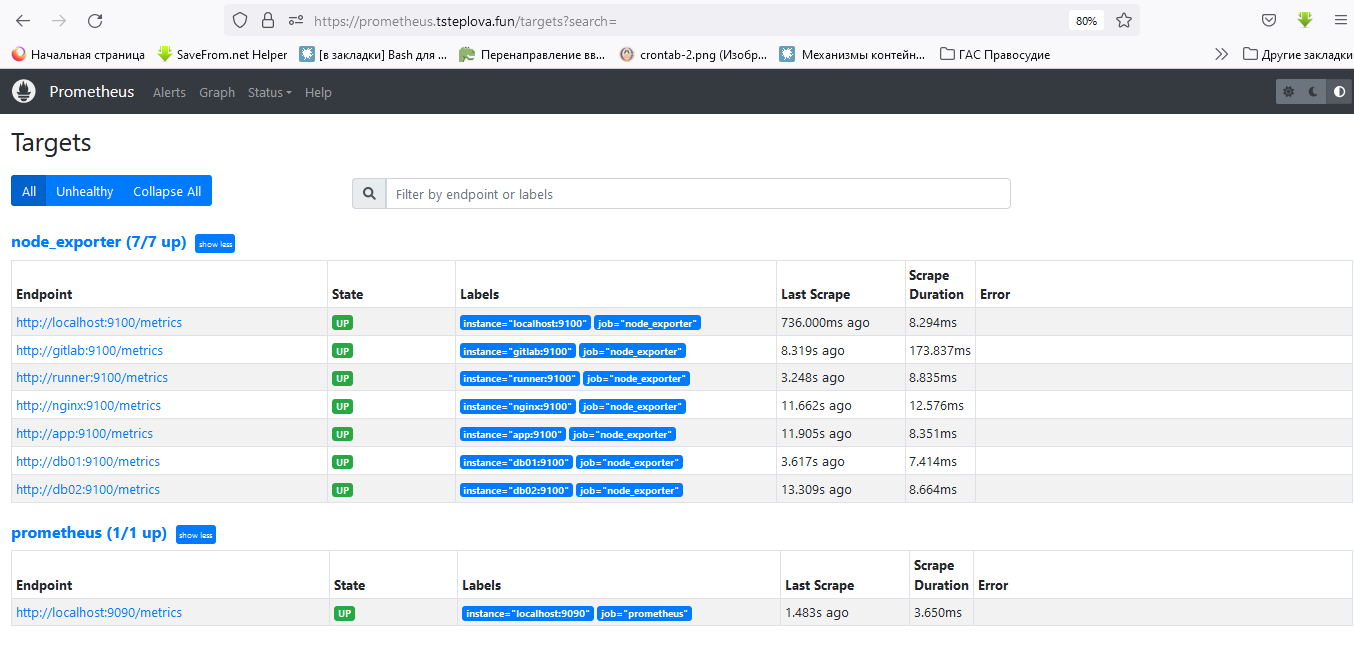 https://prometheus.tsteplova.fun/targets?search= 80%
Начальная страница SaveFrom.net Helper [в закладки] Bash для ... Перенаправление вв... crontab-2.png (Изобр... Механизмы контейн... ГАС Правосудие Другие закладки
Prometheus Alerts Graph Status Help
Targets
All Unhealthy Collapse All Filter by endpoint or labels
node_exporter (7/7 up) show less
Endpoint State Labels Last Scrape Scrape Duration Error
http://localhost:9100/metrics UP instance="localhost:9100" job="node_exporter" 736.000ms ago 8.294ms
http://gitlab:9100/metrics UP instance="gitlab:9100" job="node_exporter" 8.319s ago 173.837ms
http://runner:9100/metrics UP instance="runner:9100" job="node_exporter" 3.248s ago 8.835ms
http://nginx:9100/metrics UP instance="nginx:9100" job="node_exporter" 11.662s ago 12.576ms
http://app:9100/metrics UP instance="app:9100" job="node_exporter" 11.905s ago 8.351ms
http://db01:9100/metrics UP instance="db01:9100" job="node_exporter" 3.617s ago 7.414ms
http://db02:9100/metrics UP instance="db02:9100" job="node_exporter" 13.309s ago 8.664ms
prometheus (1/1 up) show less
Endpoint State Labels Last Scrape Scrape Duration Error
http://localhost:9090/metrics UP instance="localhost:9090" job="prometheus" 1.483s ago 3.650ms